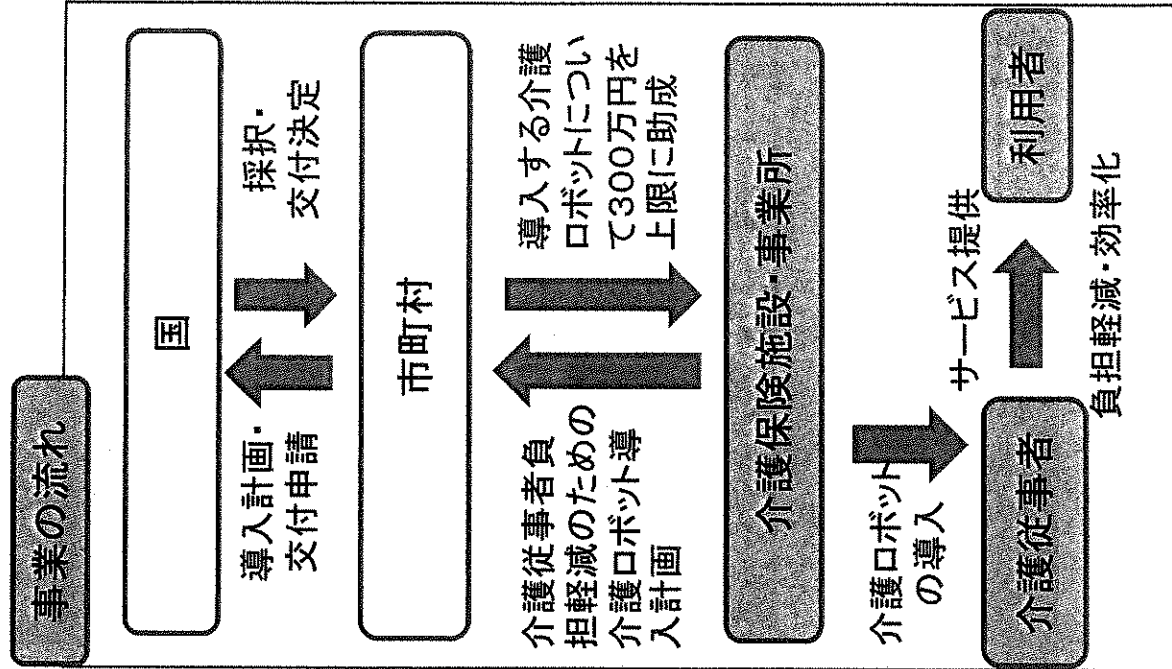 事業の流れ
国
導入計画・
交付申請
採択・
交付決定
市町村
介護従事者負
担軽減のための
介護ロボット導
入計画
導入する介護
ロボットについ
て300万円を
上限に助成
介護保険施設・事業所
介護ロボット
の導入
サービス提供
介護従事者
利用者
負担軽減・効率化